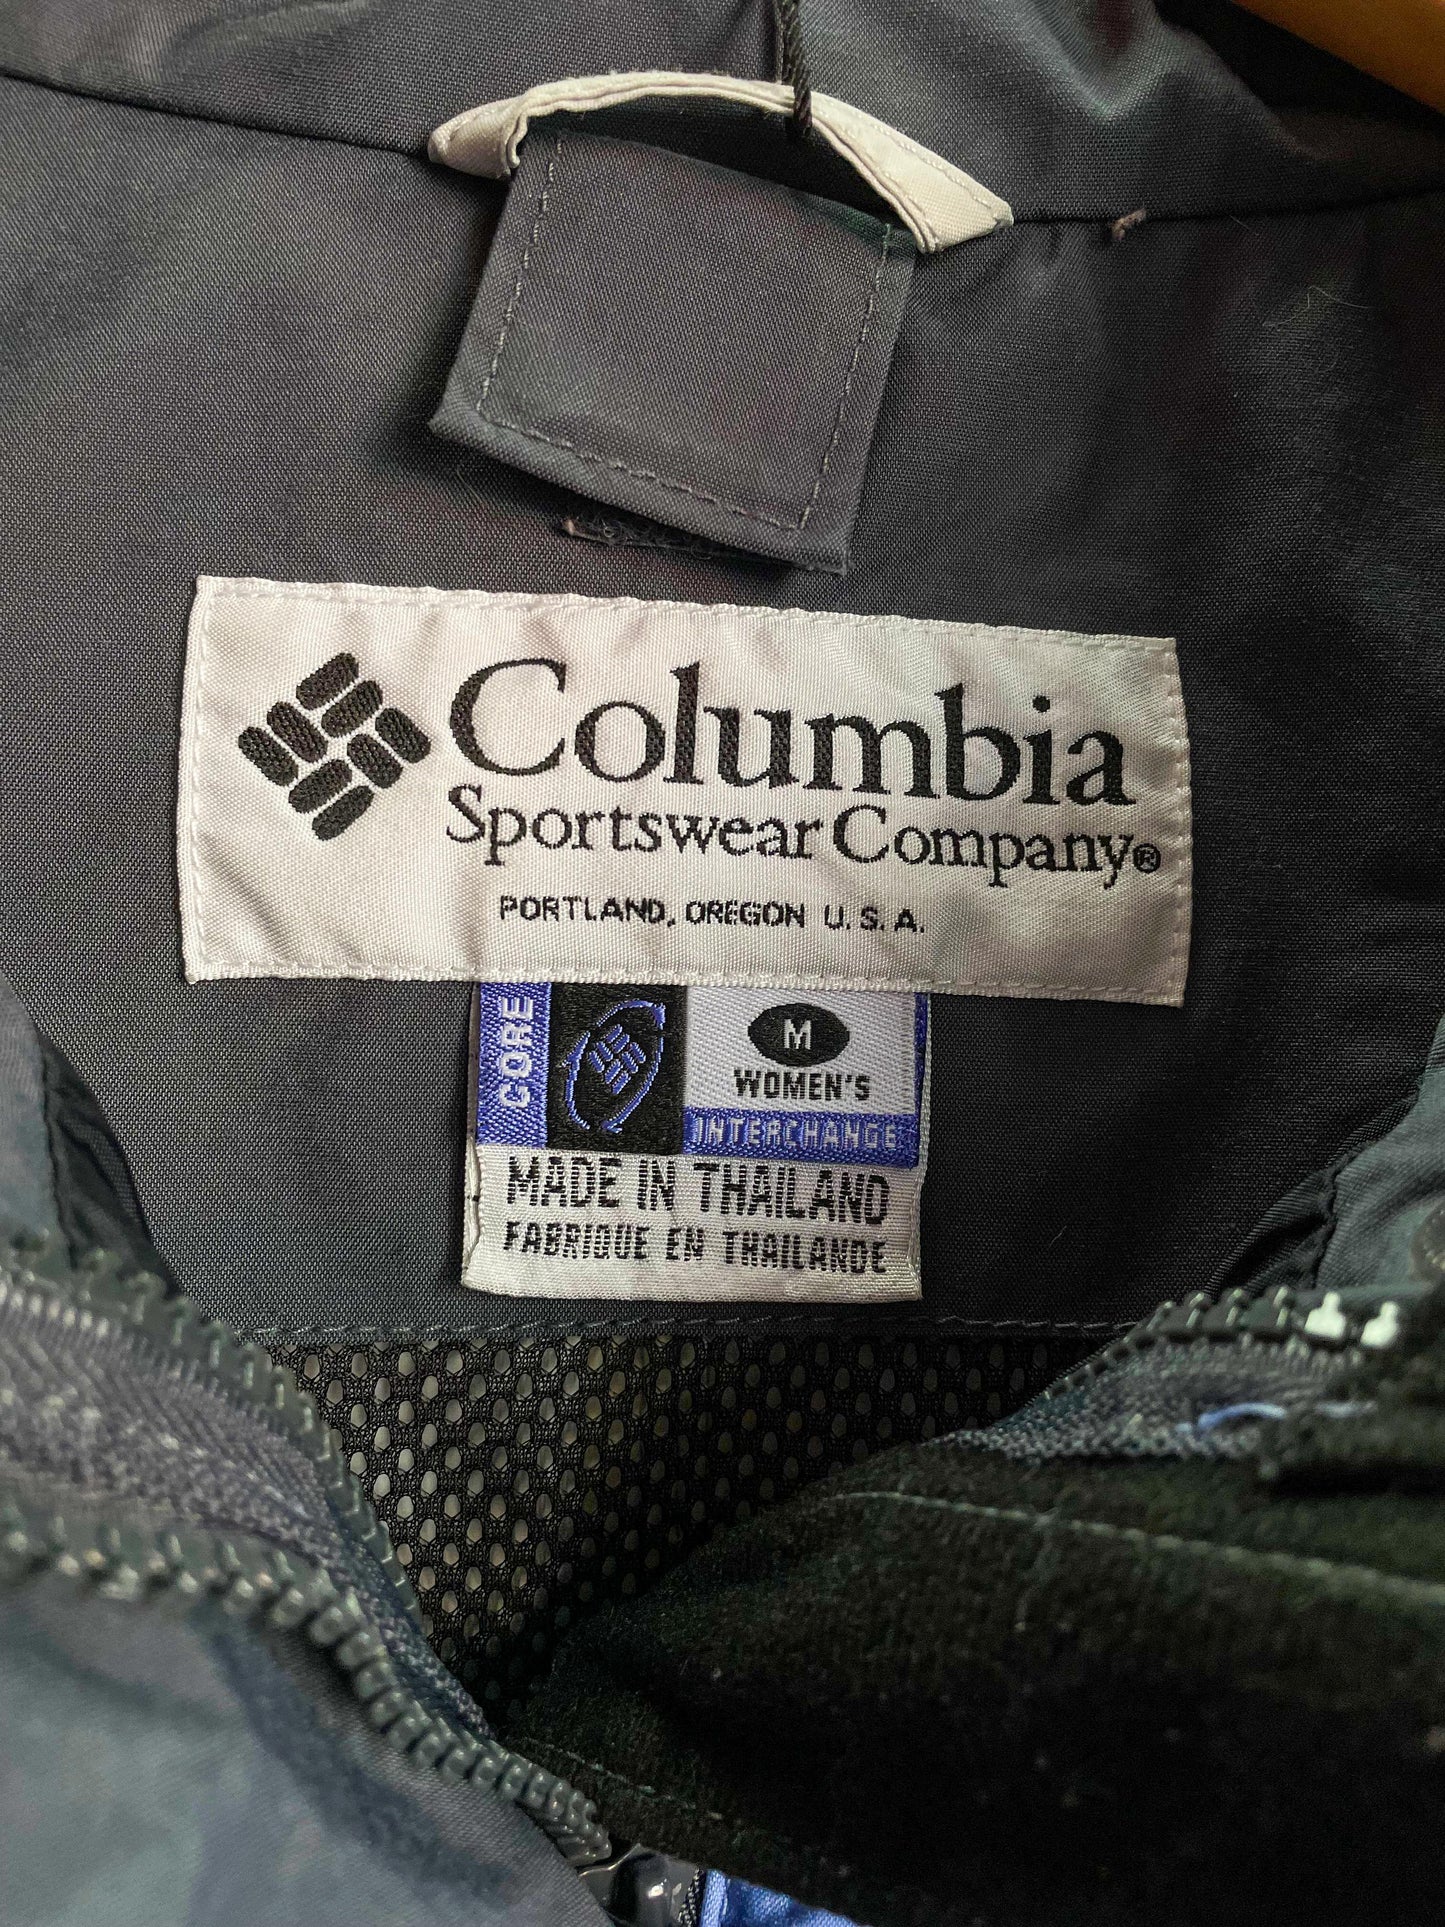 Columbia
Sportswear Company®
PORTLAND, OREGON U.S.A.
CORE
M
WOMEN'S
INTERCHANGE
MADE IN THAILAND
FABRIQUE EN THAILANDE